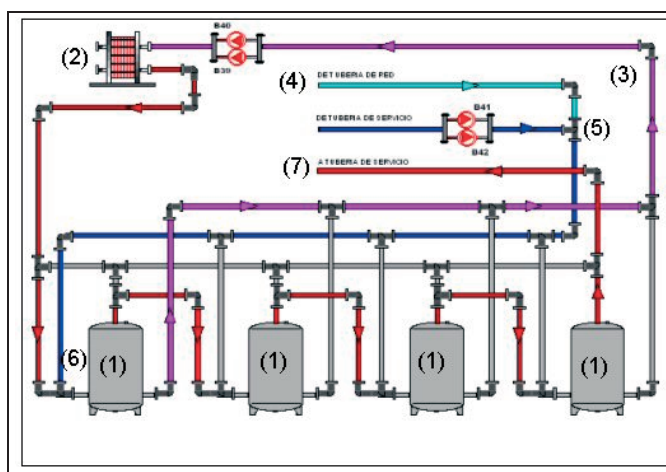 B40
(2)
B39
(3)
(4)
DE TUBERIA DE RED
DE TUBERIA DE SERVICIO
B41
(5)
B42
(7)
A TUBERIA DE SERVICIO
(6)
(1)
(1)
(1)
(1)